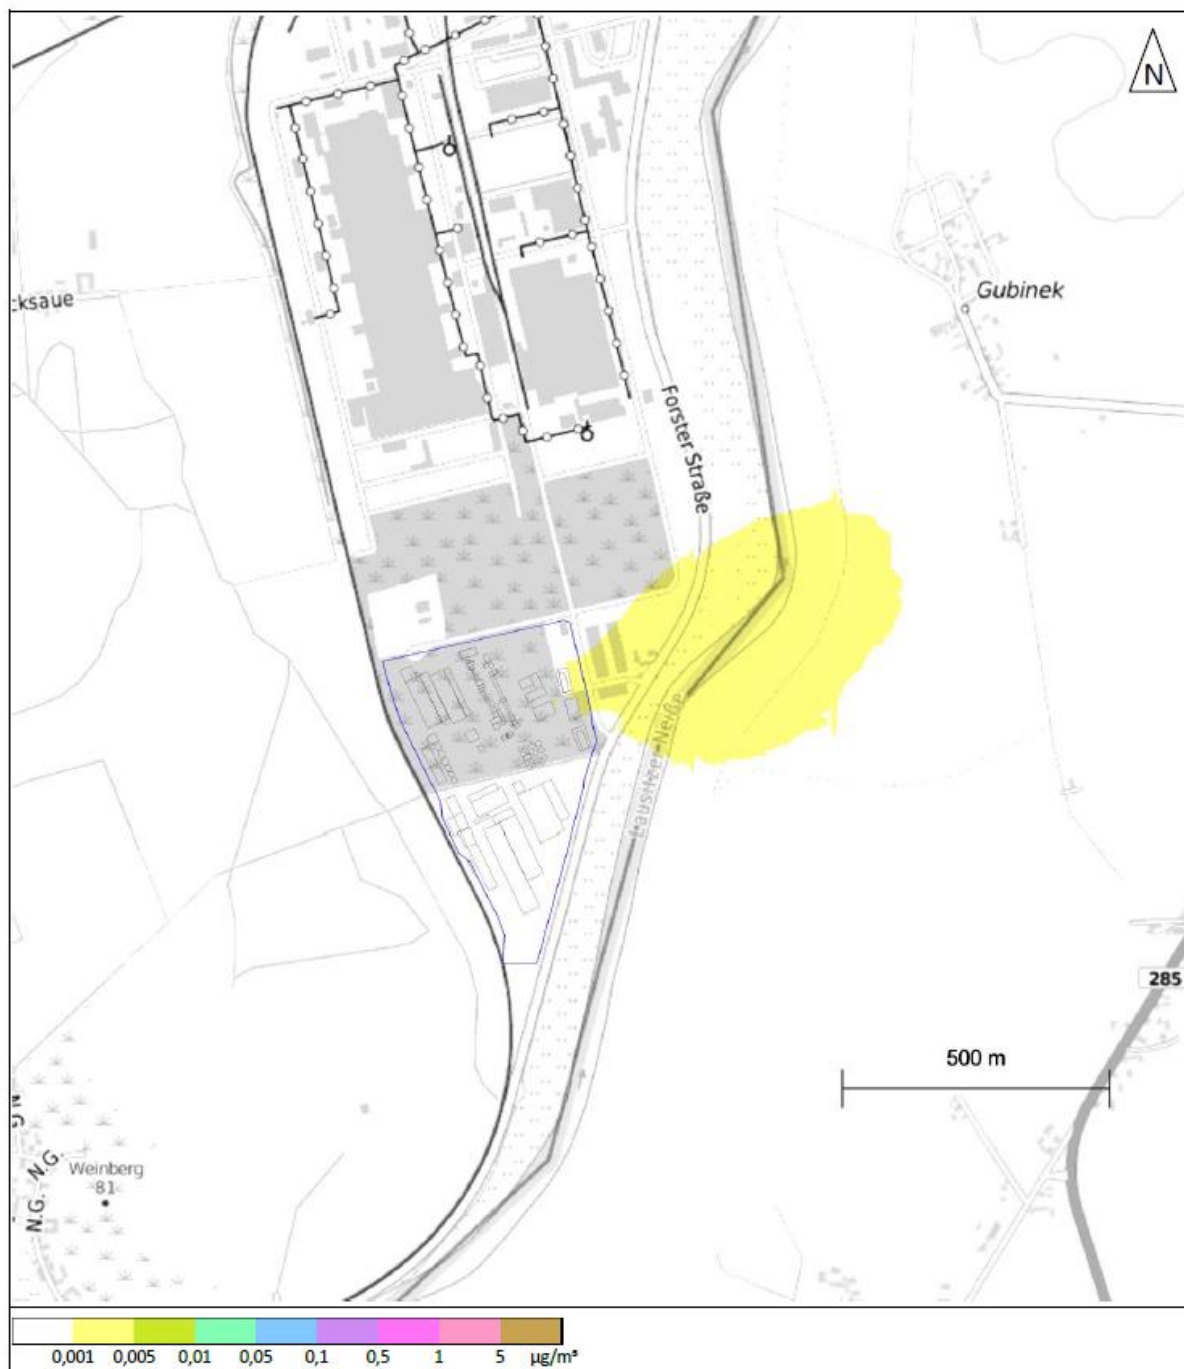 N
cksaue
Gubinek
Forster Straße
Lausitzer Neiße
285
500 m
N.G.
N.G.
Weinberg
81
0,001 0,005 0,01 0,05 0,1 0,5 1 5 µg/m³